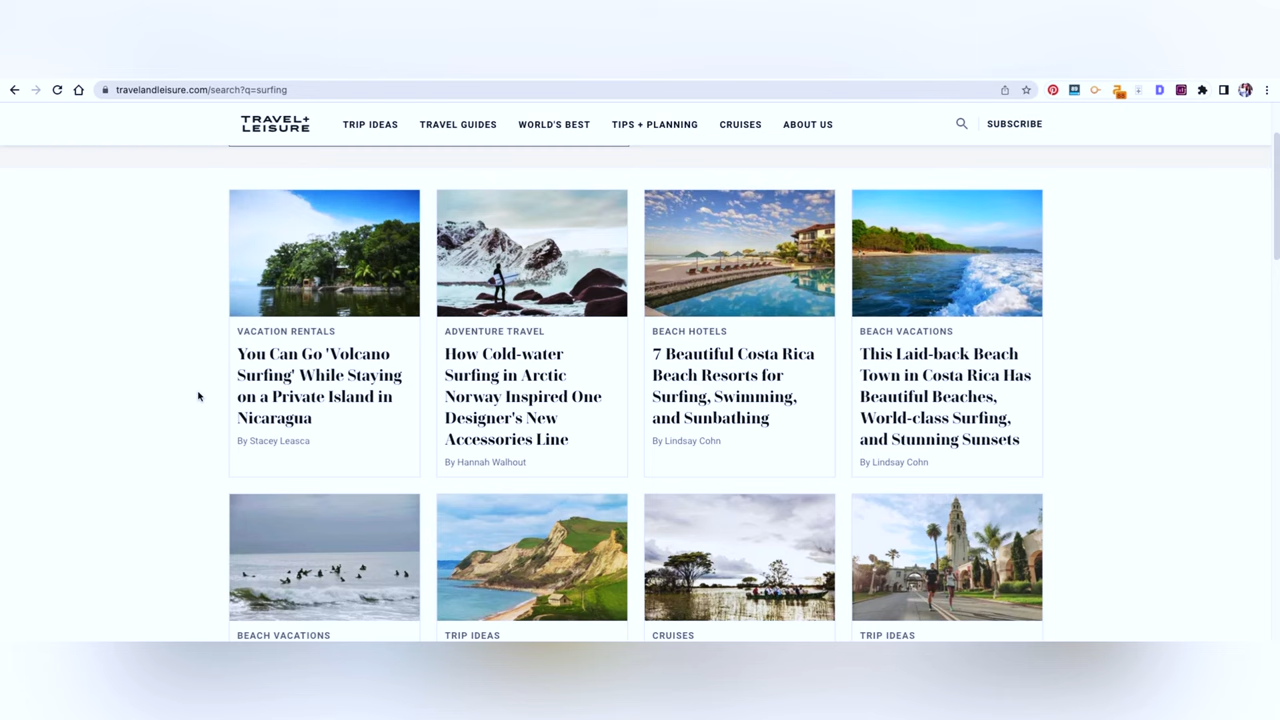 travelandleisure.com/search?q=surfing
TRAVEL+
LEISURE
TRIP IDEAS
TRAVEL GUIDES
WORLD'S BEST
TIPS + PLANNING
CRUISES
ABOUT US
SUBSCRIBE
VACATION RENTALS
You Can Go 'Volcano
Surfing' While Staying
on a Private Island in
Nicaragua
By Stacey Leasca
ADVENTURE TRAVEL
How Cold-water
Surfing in Arctic
Norway Inspired One
Designer's New
Accessories Line
By Hannah Walhout
BEACH HOTELS
7 Beautiful Costa Rica
Beach Resorts for
Surfing, Swimming,
and Sunbathing
By Lindsay Cohn
BEACH VACATIONS
This Laid-back Beach
Town in Costa Rica Has
Beautiful Beaches,
World-class Surfing,
and Stunning Sunsets
By Lindsay Cohn
BEACH VACATIONS
TRIP IDEAS
CRUISES
TRIP IDEAS